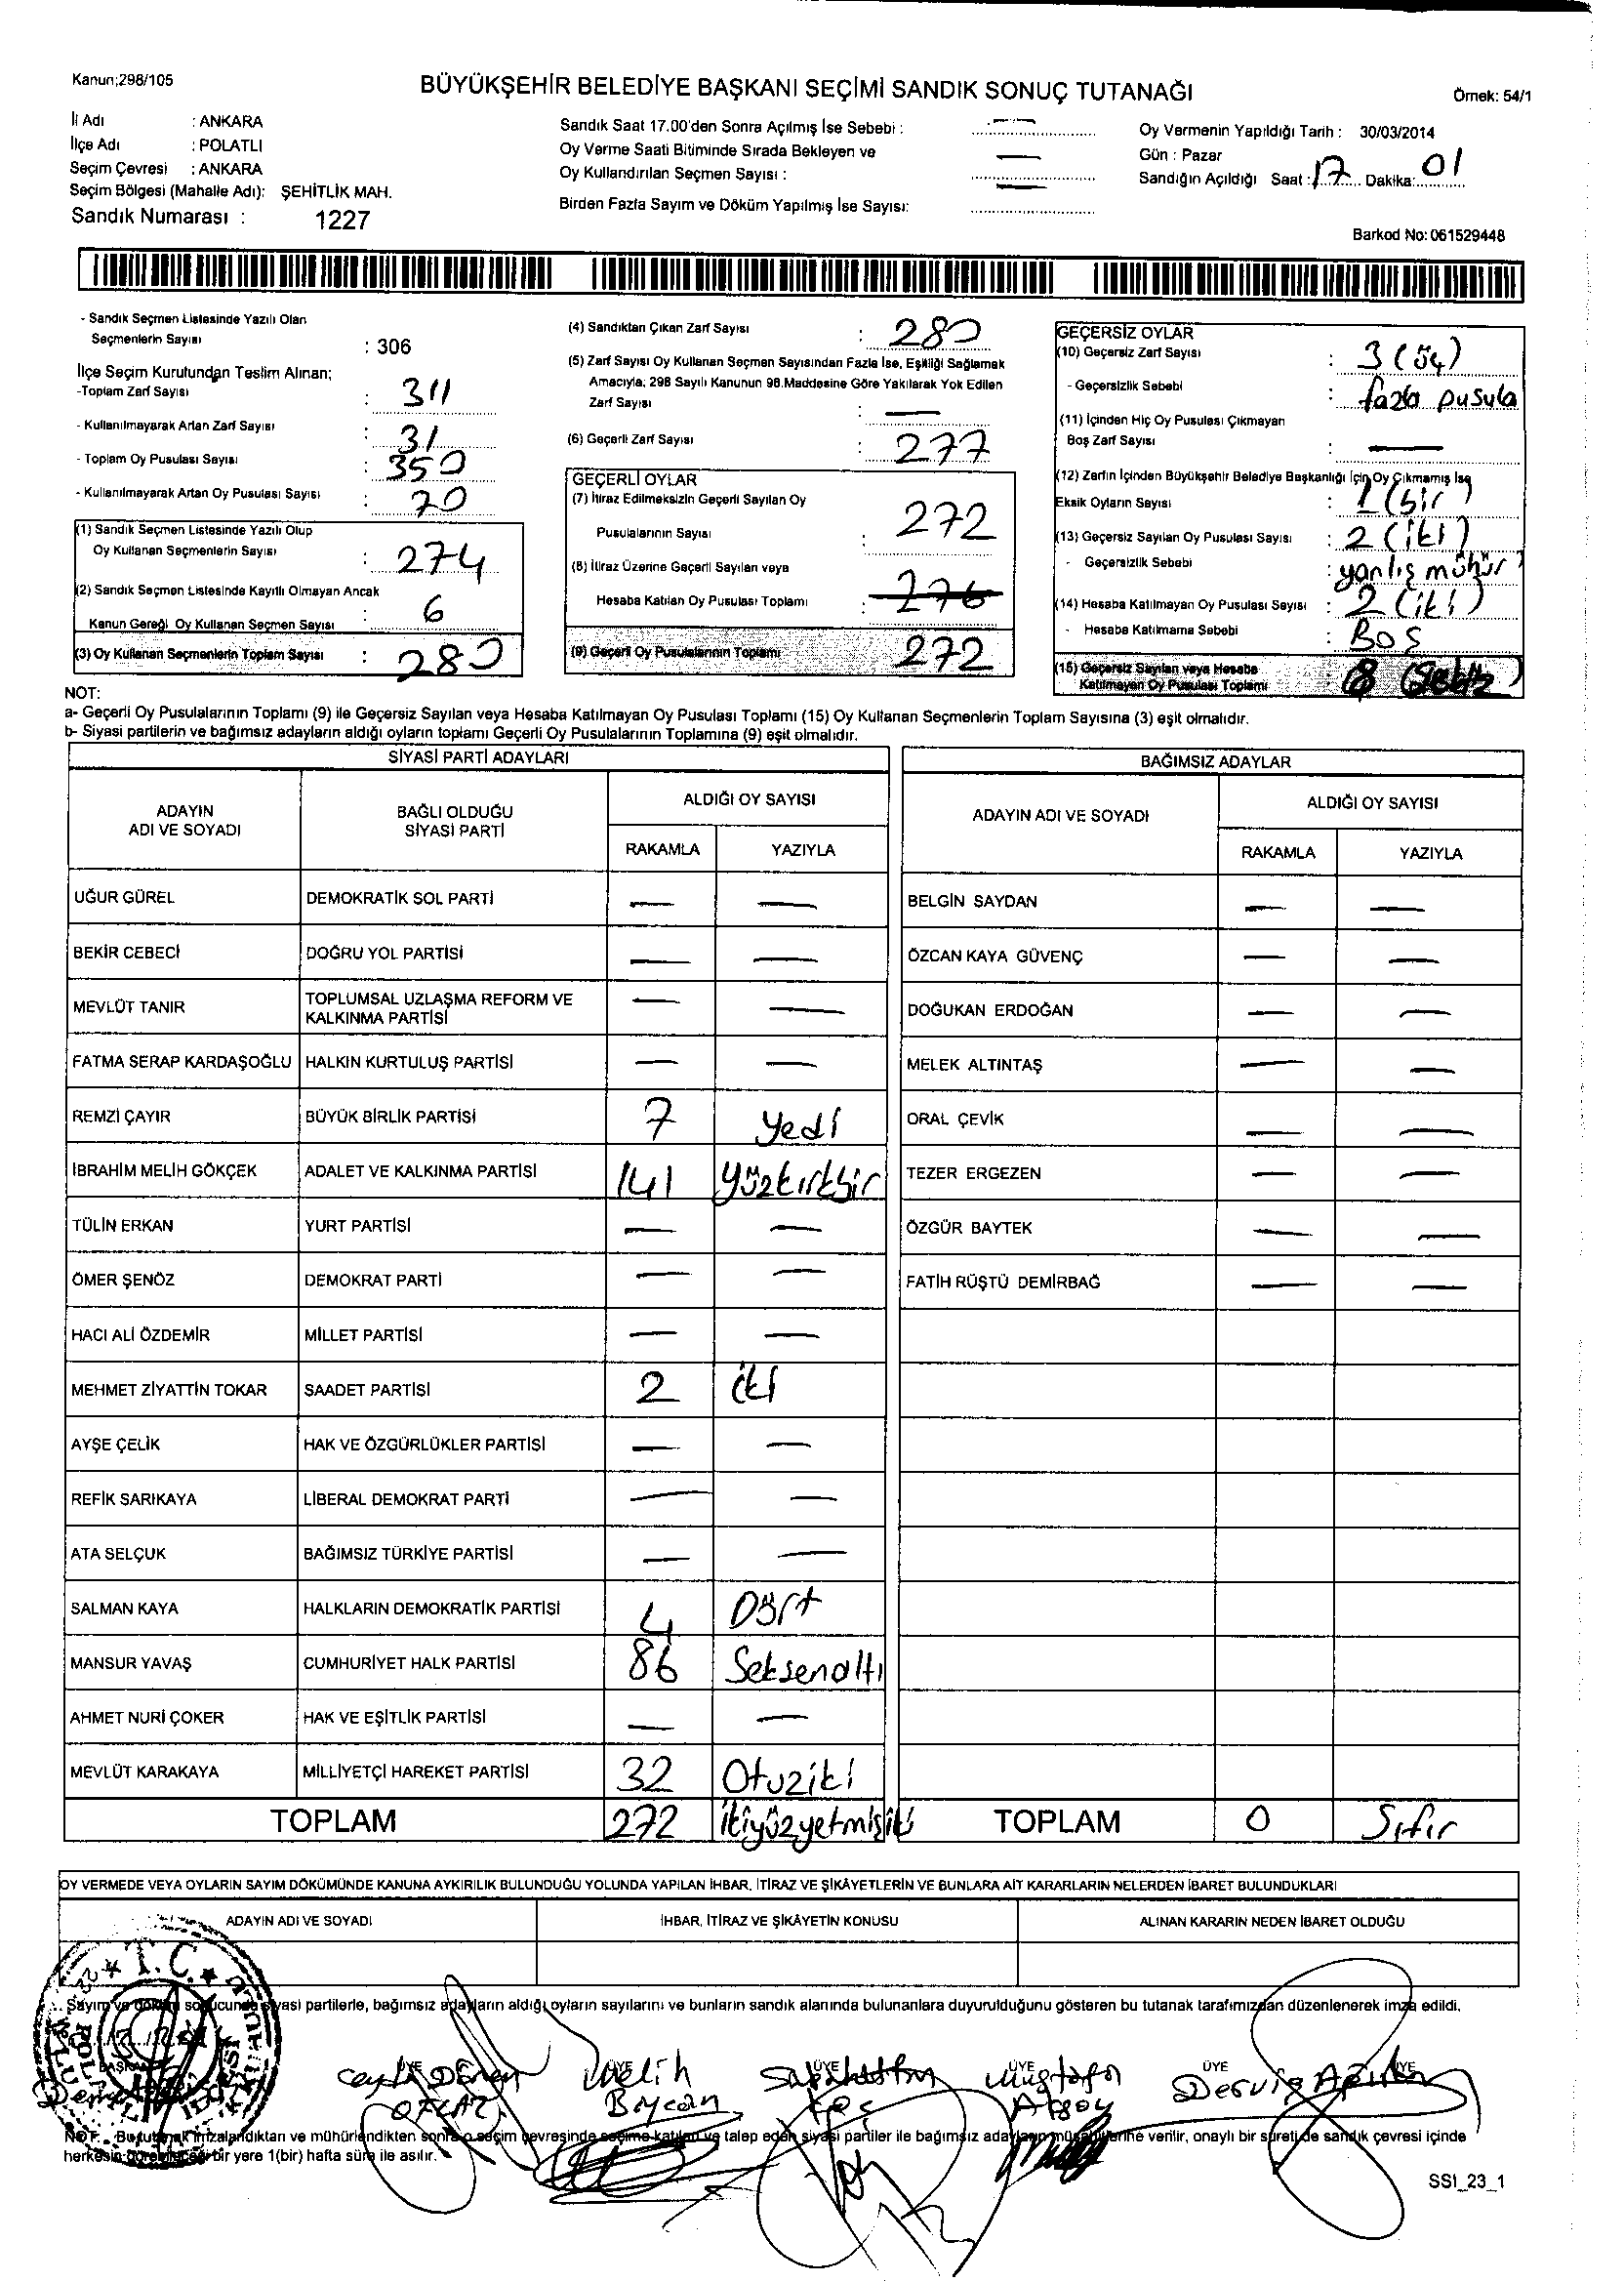 Kanun;298/105
BÜYÜKŞEHİR BELEDİYE BAŞKANI SEÇİMİ SANDIK SONUÇ TUTANAĞI
Örnek: 54/1
İl Adı : ANKARA
İlçe Adı : POLATLI
Seçim Çevresi : ANKARA
Seçim Bölgesi (Mahalle Adı): ŞEHİTLİK MAH.
Sandık Numarası : 1227
Sandık Saat 17.00'den Sonra Açılmış İse Sebebi : —
Oy Verme Saati Bitiminde Sırada Bekleyen ve
Oy Kullandırılan Seçmen Sayısı : —
Birden Fazla Sayım ve Döküm Yapılmış İse Sayısı: —
Oy Vermenin Yapıldığı Tarih : 30/03/2014
Gün : Pazar
Sandığın Açıldığı Saat : 17 Dakika: 01
Barkod No: 061529448
- Sandık Seçmen Listesinde Yazılı Olan
Seçmenlerin Sayısı : 306
İlçe Seçim Kurulundan Teslim Alınan;
-Toplam Zarf Sayısı : 311
- Kullanılmayarak Artan Zarf Sayısı : 31
- Toplam Oy Pusulası Sayısı : 350
- Kullanılmayarak Artan Oy Pusulası Sayısı : 70
(1) Sandık Seçmen Listesinde Yazılı Olup
Oy Kullanan Seçmenlerin Sayısı : 274
(2) Sandık Seçmen Listesinde Kayıtlı Olmayan Ancak
Kanun Gereği Oy Kullanan Seçmen Sayısı : 6
(3) Oy Kullanan Seçmenlerin Toplam Sayısı : 280
(4) Sandıktan Çıkan Zarf Sayısı : 280
(5) Zarf Sayısı Oy Kullanan Seçmen Sayısından Fazla İse, Eşitliği Sağlamak
Amacıyla; 298 Sayılı Kanunun 98.Maddesine Göre Yakılarak Yok Edilen
Zarf Sayısı : —
(6) Geçerli Zarf Sayısı : 277
GEÇERLİ OYLAR
(7) İtiraz Edilmeksizin Geçerli Sayılan Oy
Pusulalarının Sayısı : 272
(8) İtiraz Üzerine Geçerli Sayılan veya
Hesaba Katılan Oy Pusulası Toplamı : 276
(9) Geçerli Oy Pusulalarının Toplamı : 272
GEÇERSİZ OYLAR
(10) Geçersiz Zarf Sayısı : 3 (üç)
- Geçersizlik Sebebi : fazla pusula
(11) İçinden Hiç Oy Pusulası Çıkmayan
Boş Zarf Sayısı : —
(12) Zarfın İçinden Büyükşehir Belediye Başkanlığı İçin Oy Çıkmamış İse
Eksik Oyların Sayısı : 1 (bir)
(13) Geçersiz Sayılan Oy Pusulası Sayısı : 2 (iki)
- Geçersizlik Sebebi : yanlış mühür
(14) Hesaba Katılmayan Oy Pusulası Sayısı : 2 (iki)
- Hesaba Katılmama Sebebi : BOŞ
(15) Geçersiz Sayılan veya Hesaba
Katılmayan Oy Pusulası Toplamı 8 (Sekiz)
NOT:
a- Geçerli Oy Pusulalarının Toplamı (9) ile Geçersiz Sayılan veya Hesaba Katılmayan Oy Pusulası Toplamı (15) Oy Kullanan Seçmenlerin Toplam Sayısına (3) eşit olmalıdır.
b- Siyasi partilerin ve bağımsız adayların aldığı oyların toplamı Geçerli Oy Pusulalarının Toplamına (9) eşit olmalıdır.
SİYASİ PARTİ ADAYLARI
ADAYIN ADI VE SOYADI | BAĞLI OLDUĞU SİYASİ PARTİ | ALDIĞI OY SAYISI
RAKAMLA | YAZIYLA
UĞUR GÜREL DEMOKRATİK SOL PARTİ — —
BEKİR CEBECİ DOĞRU YOL PARTİSİ — —
MEVLÜT TANIR TOPLUMSAL UZLAŞMA REFORM VE KALKINMA PARTİSİ — —
FATMA SERAP KARDAŞOĞLU HALKIN KURTULUŞ PARTİSİ — —
REMZİ ÇAYIR BÜYÜK BİRLİK PARTİSİ 7 Yedi
İBRAHİM MELİH GÖKÇEK ADALET VE KALKINMA PARTİSİ 141 Yüzkırkbir
TÜLİN ERKAN YURT PARTİSİ — —
ÖMER ŞENÖZ DEMOKRAT PARTİ — —
HACI ALİ ÖZDEMİR MİLLET PARTİSİ — —
MEHMET ZİYATTİN TOKAR SAADET PARTİSİ 2 iki
AYŞE ÇELİK HAK VE ÖZGÜRLÜKLER PARTİSİ — —
REFİK SARIKAYA LİBERAL DEMOKRAT PARTİ — —
ATA SELÇUK BAĞIMSIZ TÜRKİYE PARTİSİ — —
SALMAN KAYA HALKLARIN DEMOKRATİK PARTİSİ 4 Dört
MANSUR YAVAŞ CUMHURİYET HALK PARTİSİ 86 Seksenaltı
AHMET NURİ ÇOKER HAK VE EŞİTLİK PARTİSİ — —
MEVLÜT KARAKAYA MİLLİYETÇİ HAREKET PARTİSİ 32 Otuziki
TOPLAM 272 ikiyüzyetmişiki
BAĞIMSIZ ADAYLAR
ADAYIN ADI VE SOYADI | ALDIĞI OY SAYISI
RAKAMLA | YAZIYLA
BELGİN SAYDAN — —
ÖZCAN KAYA GÜVENÇ — —
DOĞUKAN ERDOĞAN — —
MELEK ALTINTAŞ — —
ORAL ÇEVİK — —
TEZER ERGEZEN — —
ÖZGÜR BAYTEK — —
FATİH RÜŞTÜ DEMİRBAĞ — —
TOPLAM 0 Sıfır
OY VERMEDE VEYA OYLARIN SAYIM DÖKÜMÜNDE KANUNA AYKIRILIK BULUNDUĞU YOLUNDA YAPILAN İHBAR, İTİRAZ VE ŞİKÂYETLERİN VE BUNLARA AİT KARARLARIN NELERDEN İBARET BULUNDUKLARI
ADAYIN ADI VE SOYADI | İHBAR, İTİRAZ VE ŞİKÂYETİN KONUSU | ALINAN KARARIN NEDEN İBARET OLDUĞU
T.C.
Sayım ve döküm sonucunda siyasi partilerle, bağımsız adayların aldığı oyların sayılarını ve bunların sandık alanında bulunanlara duyurulduğunu gösteren bu tutanak tarafımızdan düzenlenerek imza edildi.
BAŞKAN ÜYE ÜYE ÜYE ÜYE ÜYE ÜYE
Melih Mustafa Derviş
NOT : Bu tutanak imzalandıktan ve mühürlendikten sonra o seçim çevresinde seçime katılan ve talep eden siyasi partiler ile bağımsız adayların müşahitlerine verilir, onaylı bir sureti de sandık çevresi içinde
herkesin görebileceği bir yere 1(bir) hafta süre ile asılır.
SSI_23_1